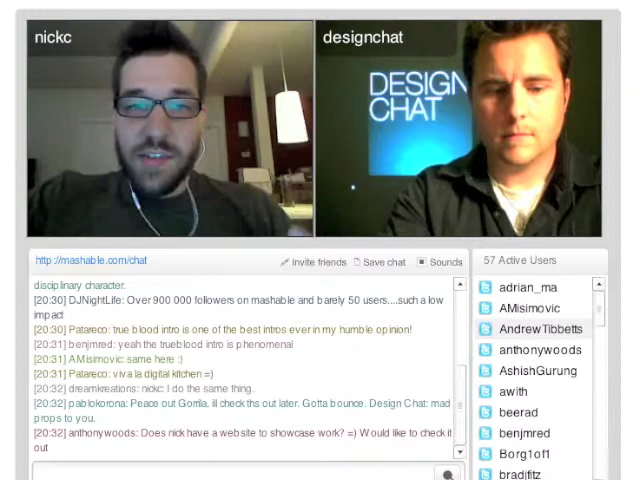 nickc
designchat
DESIGN
CHAT
http://mashable.com/chat
Invite friends
Save chat
Sounds
57 Active Users
disciplinary character.
[20:30] DJNightLife: Over 900 000 followers on mashable and barely 50 users....such a low
impact
[20:30] Patareco: true blood intro is one of the best intros ever in my humble opinion!
[20:31] benjmred: yeah the trueblood intro is phenomenal
[20:31] AMisimovic: same here :)
[20:31] Patareco: viva la digital kitchen =)
[20:32] dreamkreations: nickc: I do the same thing.
[20:32] pablokorona: Peace out Gorrila, ill check ths out later. Gotta bounce. Design Chat: mad
props to you.
[20:32] anthonywoods: Does nick have a website to showcase work? =) Would like to check it
out
adrian_ma
AMisimovic
AndrewTibbetts
anthonywoods
AshishGurung
awith
beerad
benjmred
Borg1of1
bradjfitz